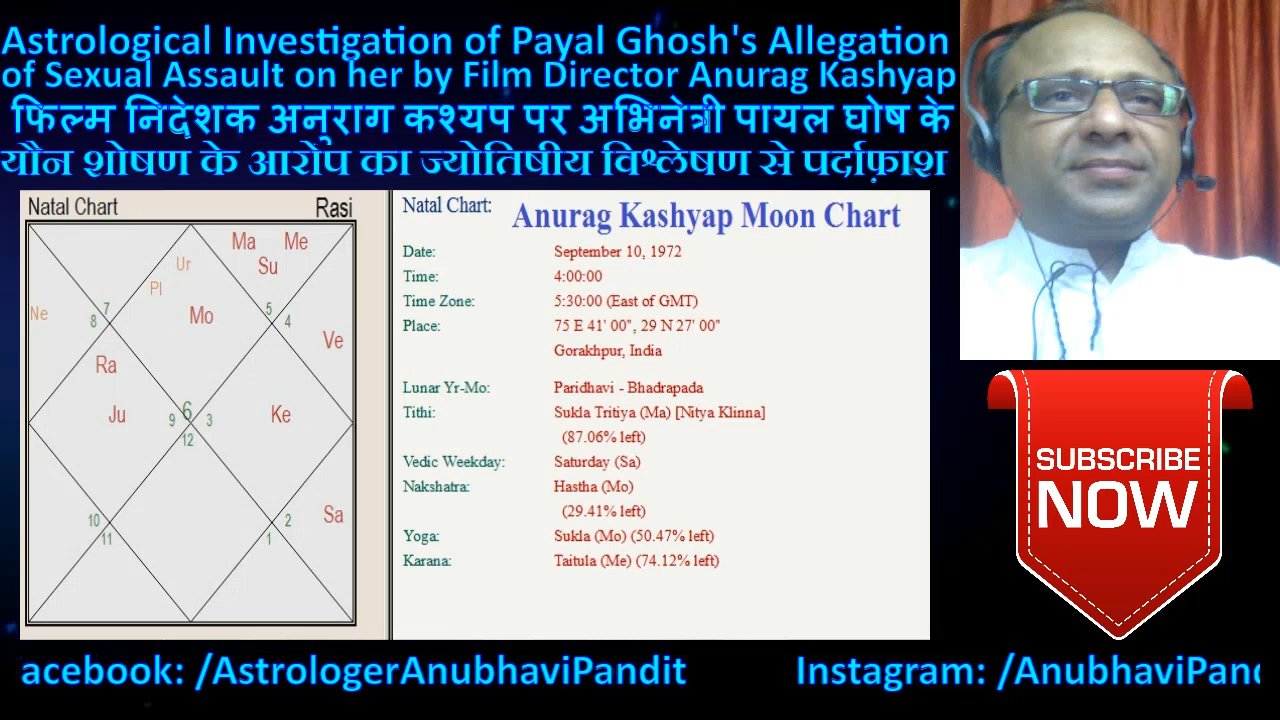 Astrological Investigation of Payal Ghosh's Allegation
of Sexual Assault on her by Film Director Anurag Kashyap
फिल्म निदेशक अनुराग कश्यप पर अभिनेत्री पायल घोष के
यौन शोषण के आरोप का ज्योतिषीय विश्लेषण से पर्दाफ़ाश
Natal Chart Rasi
Ma Me
Su
Ur
Pl
Mo
Ne
7
8
5
4
Ve
Ra
Ju
6
9 3
12
Ke
10
11
2
1
Sa
Natal Chart: Anurag Kashyap Moon Chart
Date: September 10, 1972
Time: 4:00:00
Time Zone: 5:30:00 (East of GMT)
Place: 75 E 41' 00", 29 N 27' 00"
Gorakhpur, India
Lunar Yr-Mo: Paridhavi - Bhadrapada
Tithi: Sukla Tritiya (Ma) [Nitya Klinna]
(87.06% left)
Vedic Weekday: Saturday (Sa)
Nakshatra: Hastha (Mo)
(29.41% left)
Yoga: Sukla (Mo) (50.47% left)
Karana: Taitula (Me) (74.12% left)
SUBSCRIBE
NOW
acebook: /AstrologerAnubhaviPandit Instagram: /AnubhaviPand